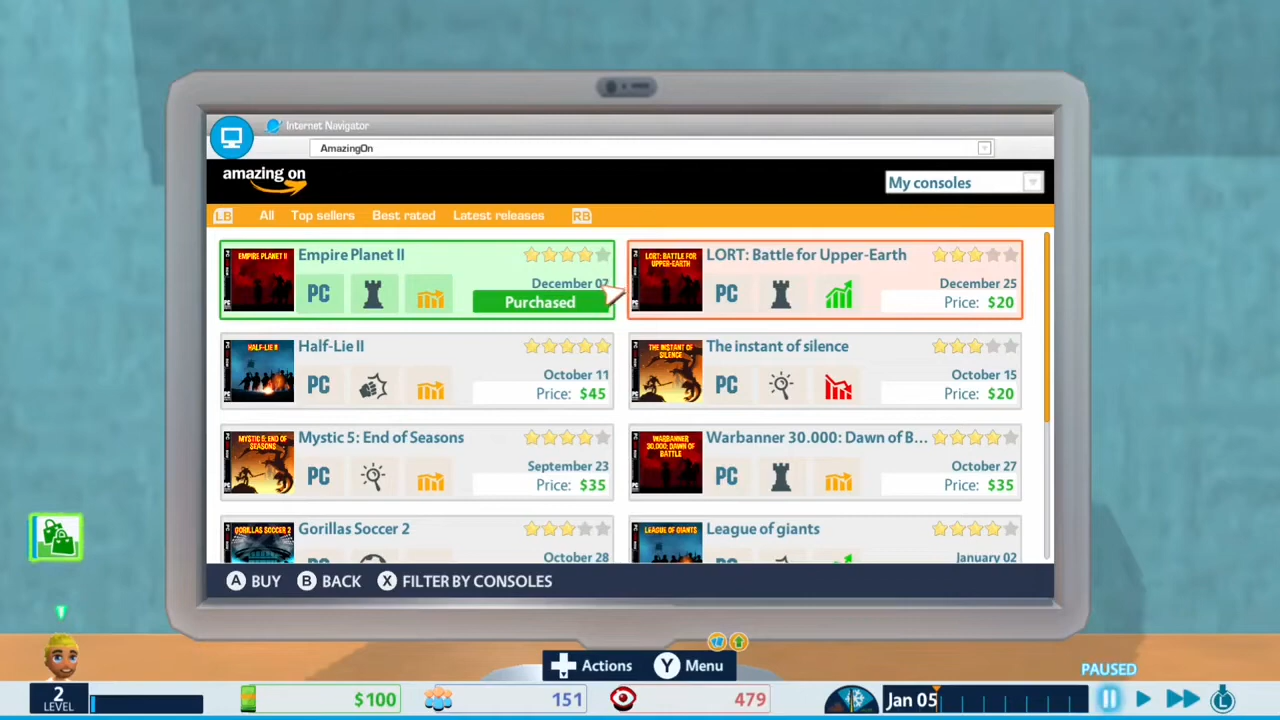 Internet Navigator
AmazingOn
amazing on
My consoles
LB All Top sellers Best rated Latest releases RB
EMPIRE PLANET II
Empire Planet II
PC
December 07
Purchased
LORT: BATTLE FOR UPPER-EARTH
LORT: Battle for Upper-Earth
PC
December 25
Price: $20
HALF-LIE II
Half-Lie II
PC
October 11
Price: $45
THE INSTANT OF SILENCE
The instant of silence
PC
October 15
Price: $20
MYSTIC 5: END OF SEASONS
Mystic 5: End of Seasons
PC
September 23
Price: $35
WARBANNER 30.000: DAWN OF BATTLE
Warbanner 30.000: Dawn of B...
PC
October 27
Price: $35
GORILLAS SOCCER 2
Gorillas Soccer 2
PC
October 28
LEAGUE OF GIANTS
League of giants
PC
January 02
A BUY B BACK X FILTER BY CONSOLES
Actions Y Menu
PAUSED
2
LEVEL
$100
151
479
Jan 05
L